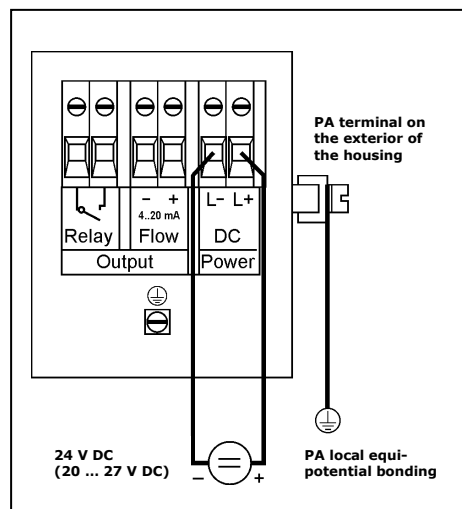 PA terminal on
the exterior of
the housing
− +
4..20 mA
L- L+
Relay Flow DC
Output Power
24 V DC
(20 ... 27 V DC)
− +
PA local equi-
potential bonding